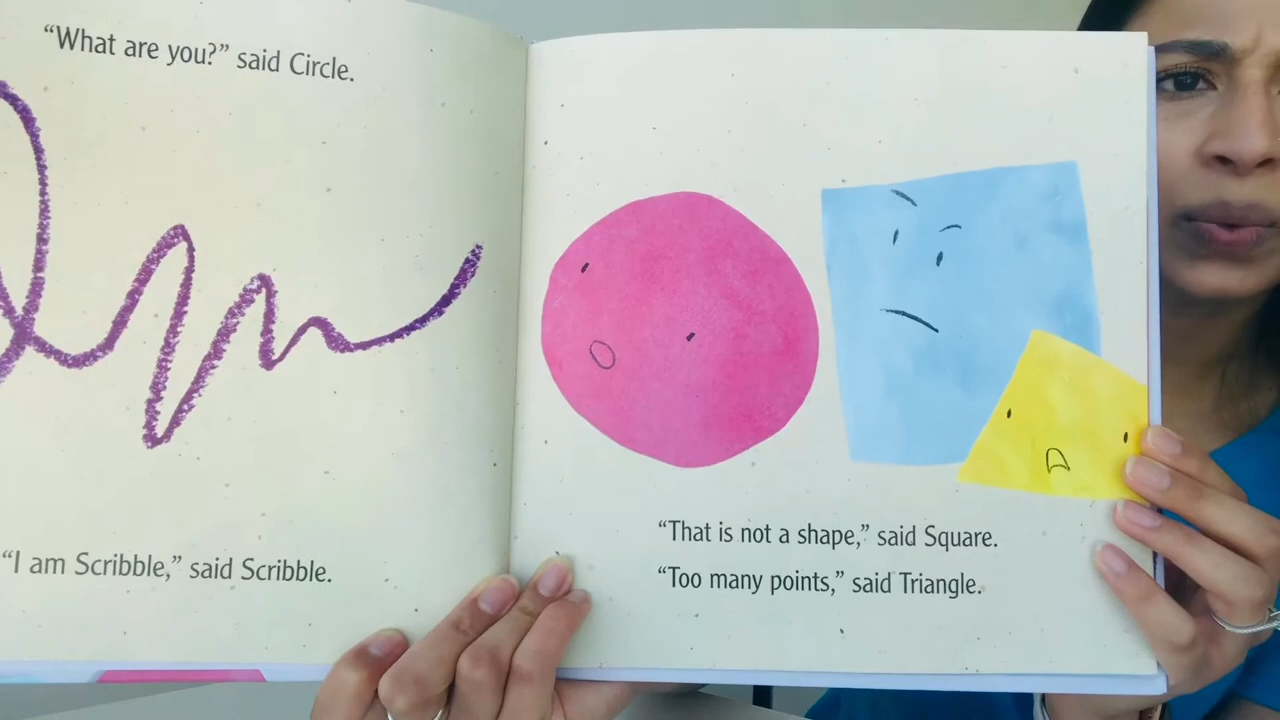 “What are you?” said Circle.
“I am Scribble,” said Scribble.
“That is not a shape,” said Square.
“Too many points,” said Triangle.